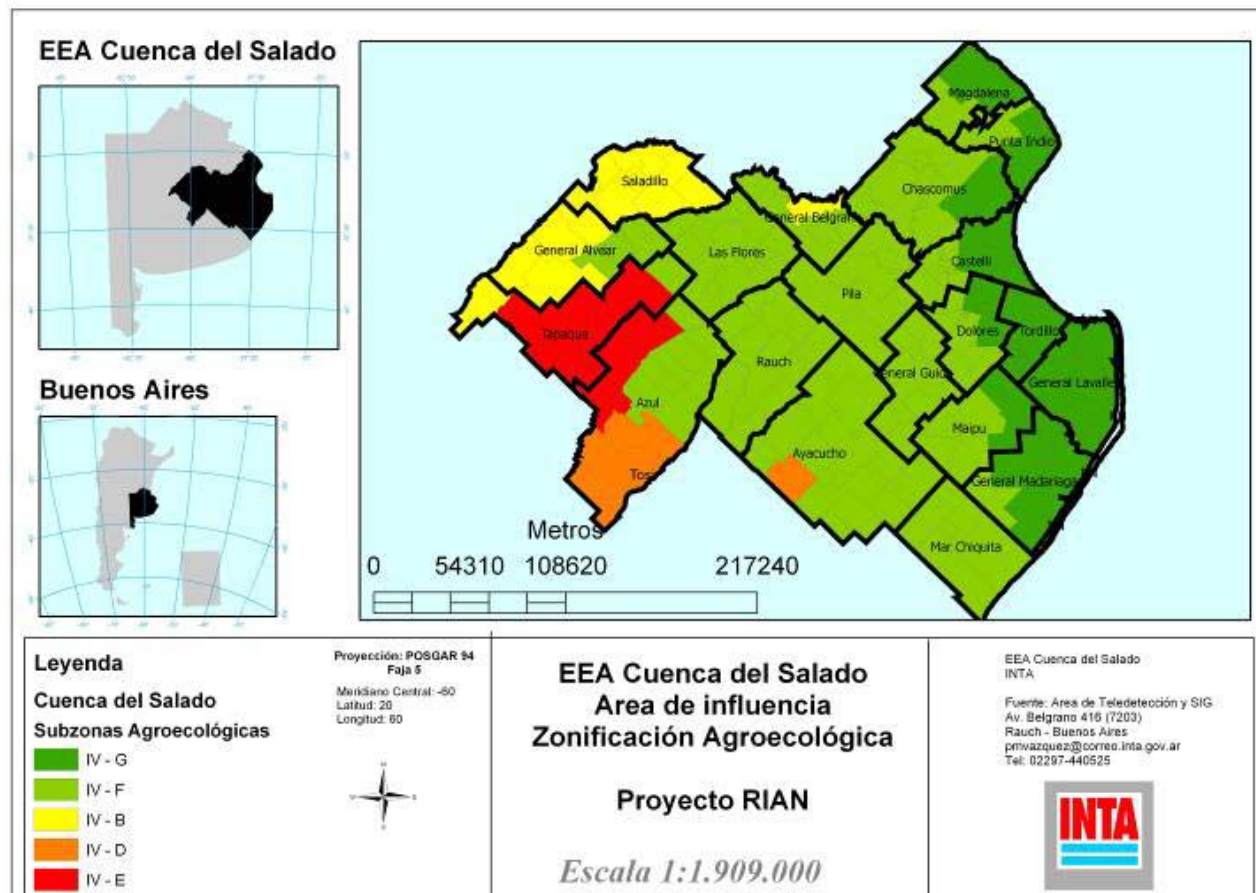 EEA Cuenca del Salado
Buenos Aires
Magdalena
Punta Indio
Chascomus
Saladillo
General Belgran
General Alvear
Las Flores
Castelli
Pila
Tapaque
Dolores
Tordillo
Rauch
General Guido
General Lavalle
Azul
Maipu
Ayacucho
General Madariaga
Tos
Mar Chiquita
Metros
0 54310 108620 217240
Leyenda
Cuenca del Salado
Subzonas Agroecológicas
IV - G
IV - F
IV - B
IV - D
IV - E
Proyección: POSGAR 94
Faja 5
Meridiano Central: -60
Latitud: 20
Longitud: 60
EEA Cuenca del Salado
Area de influencia
Zonificación Agroecológica
Proyecto RIAN
Escala 1:1.909.000
EEA Cuenca del Salado
INTA
Fuente: Area de Teledetección y SIG
Av. Belgrano 416 (7203)
Rauch - Buenos Aires
pmvazquez@correo.inta.gov.ar
Tel: 02297-440525
INTA